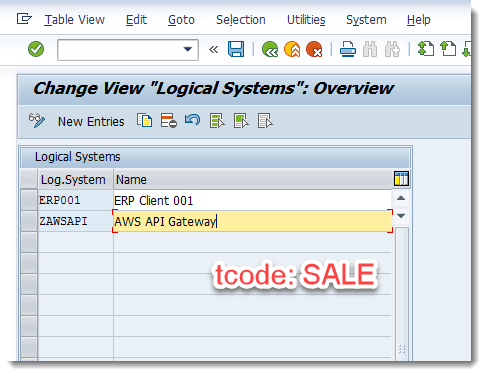 Table View Edit Goto Selection Utilities System Help
Change View "Logical Systems": Overview
New Entries
Logical Systems
Log.System Name
ERP001 ERP Client 001
ZAWSAPI AWS API Gateway
tcode: SALE